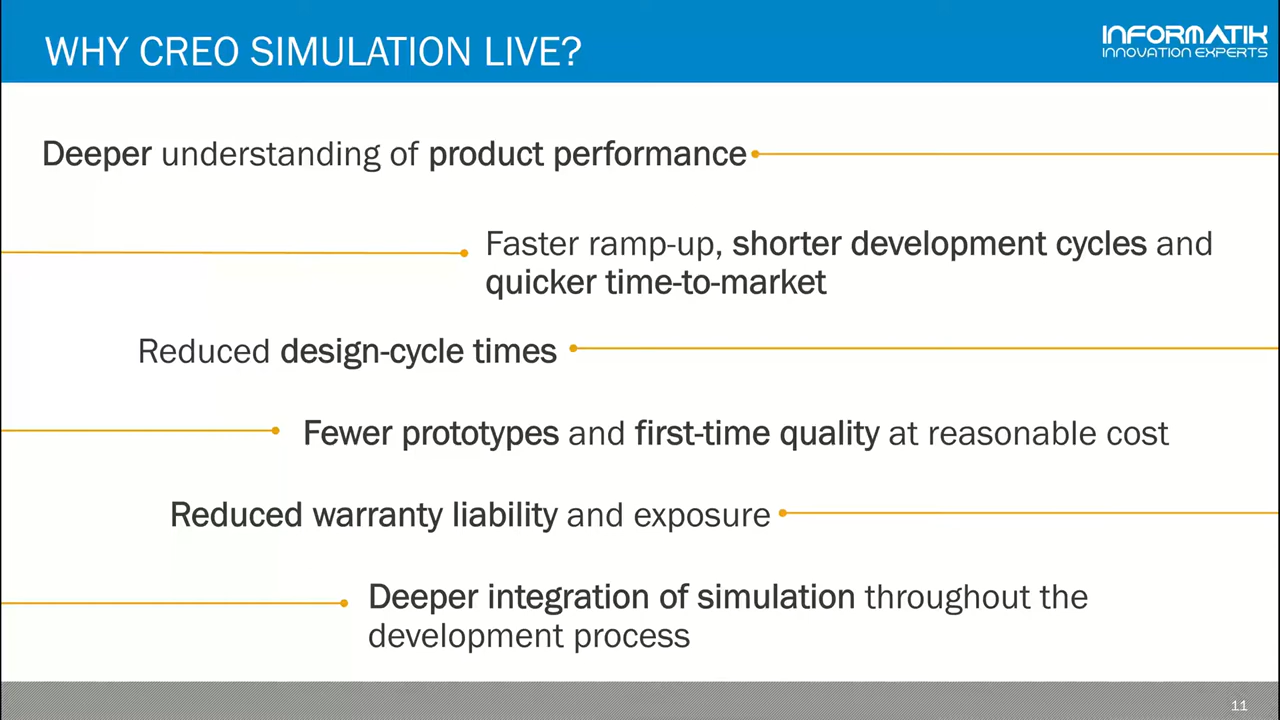 WHY CREO SIMULATION LIVE?
INFORMATIK
INNOVATION EXPERTS
Deeper understanding of product performance
Faster ramp-up, shorter development cycles and
quicker time-to-market
Reduced design-cycle times
Fewer prototypes and first-time quality at reasonable cost
Reduced warranty liability and exposure
Deeper integration of simulation throughout the
development process
11